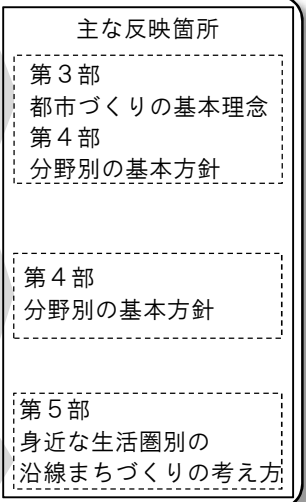 主な反映箇所
第３部
都市づくりの基本理念
第４部
分野別の基本方針
第４部
分野別の基本方針
第５部
身近な生活圏別の
沿線まちづくりの考え方